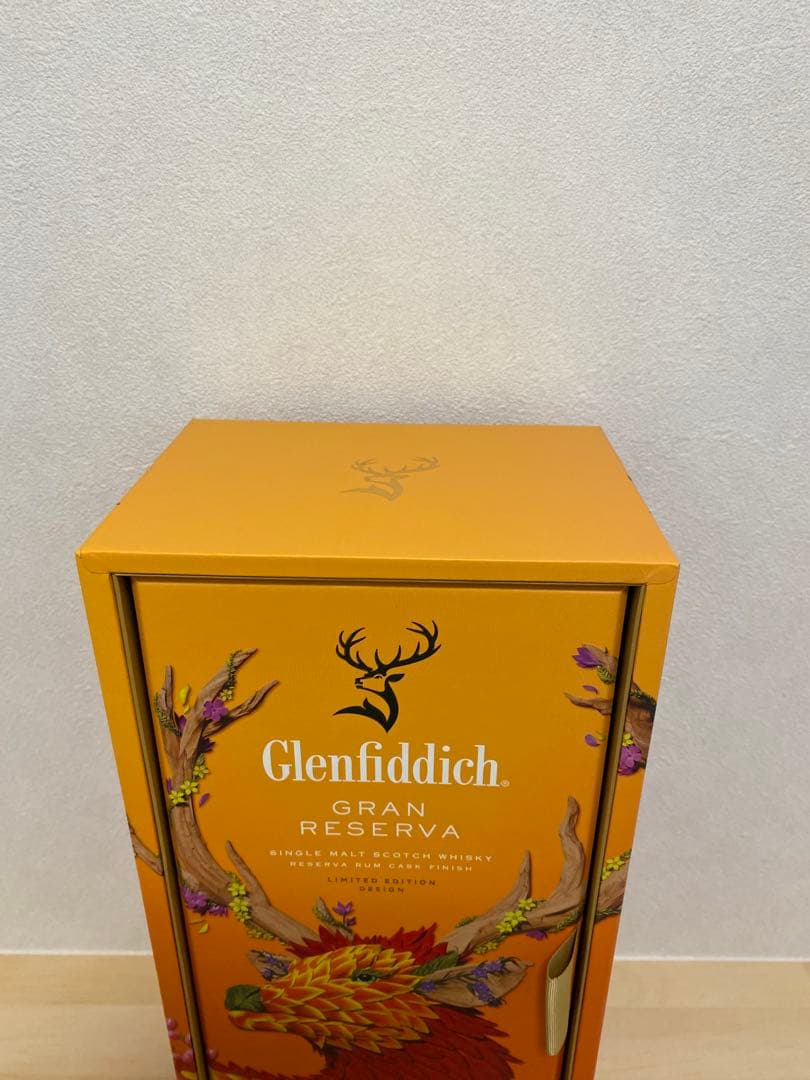 Glenfiddich®
GRAN
RESERVA
SINGLE MALT SCOTCH WHISKY
RESERVA RUM CASK FINISH
LIMITED EDITION
DESIGN